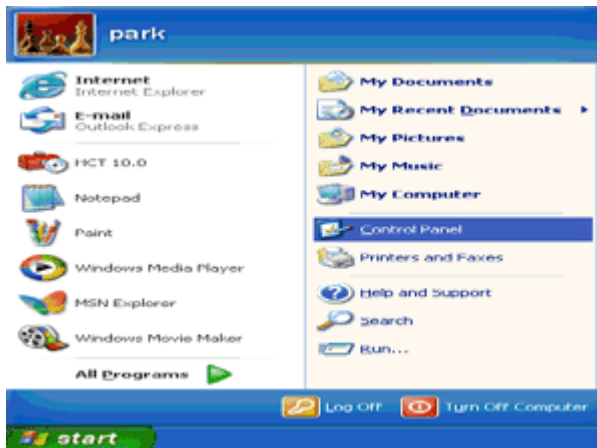 park
Internet
Internet Explorer
E-mail
Outlook Express
HCT 10.0
Notepad
Paint
Windows Media Player
MSN Explorer
Windows Movie Maker
All Programs
My Documents
My Recent Documents
My Pictures
My Music
My Computer
Control Panel
Printers and Faxes
Help and Support
Search
Run...
Log Off
Turn Off Computer
start